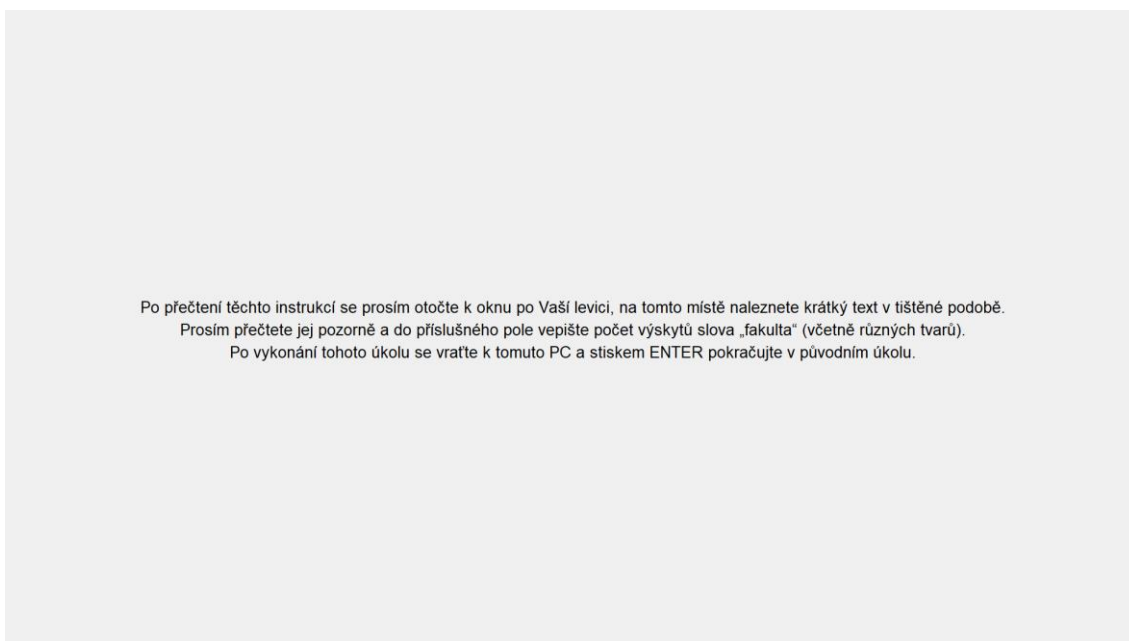 Po přečtení těchto instrukcí se prosím otočte k oknu po Vaší levici, na tomto místě naleznete krátký text v tištěné podobě.
Prosím přečtete jej pozorně a do příslušného pole vepište počet výskytů slova „fakulta“ (včetně různých tvarů).
Po vykonání tohoto úkolu se vraťte k tomuto PC a stiskem ENTER pokračujte v původním úkolu.